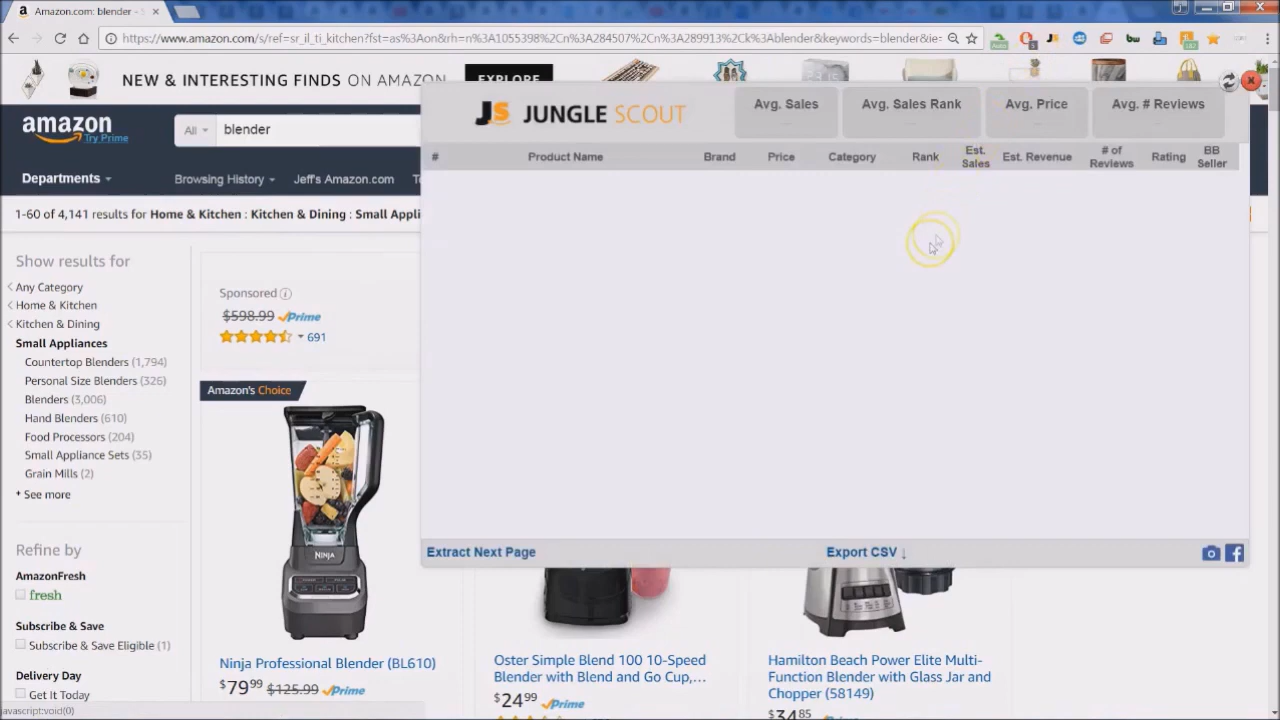 Amazon.com: blender -
https://www.amazon.com/s/ref=sr_il_ti_kitchen?fst=as%3Aon&rh=n%3A1055398%2Cn%3A284507%2Cn%3A289913%2Ck%3Ablender&keywords=blender&ie=
NEW & INTERESTING FINDS ON AMAZON
EXPLORE
amazon
Try Prime
All
blender
Departments
Browsing History
Jeff's Amazon.com
1-60 of 4,141 results for Home & Kitchen : Kitchen & Dining : Small Appli
JS JUNGLE SCOUT
Avg. Sales
Avg. Sales Rank
Avg. Price
Avg. # Reviews
#
Product Name
Brand
Price
Category
Rank
Est. Sales
Est. Revenue
# of Reviews
Rating
BB Seller
Extract Next Page
Export CSV ↓
Show results for
Any Category
Home & Kitchen
Kitchen & Dining
Small Appliances
Countertop Blenders (1,794)
Personal Size Blenders (326)
Blenders (3,006)
Hand Blenders (610)
Food Processors (204)
Small Appliance Sets (35)
Grain Mills (2)
+ See more
Refine by
AmazonFresh
fresh
Subscribe & Save
Subscribe & Save Eligible (1)
Delivery Day
Get It Today
javascript:void(0)
Sponsored
$598.99 Prime
691
Amazon's Choice
NINJA
Ninja Professional Blender (BL610)
$79.99 $125.99 Prime
Oster Simple Blend 100 10-Speed
Blender with Blend and Go Cup,...
$24.99 Prime
Hamilton Beach Power Elite Multi-
Function Blender with Glass Jar and
Chopper (58149)
$34.85 Prime